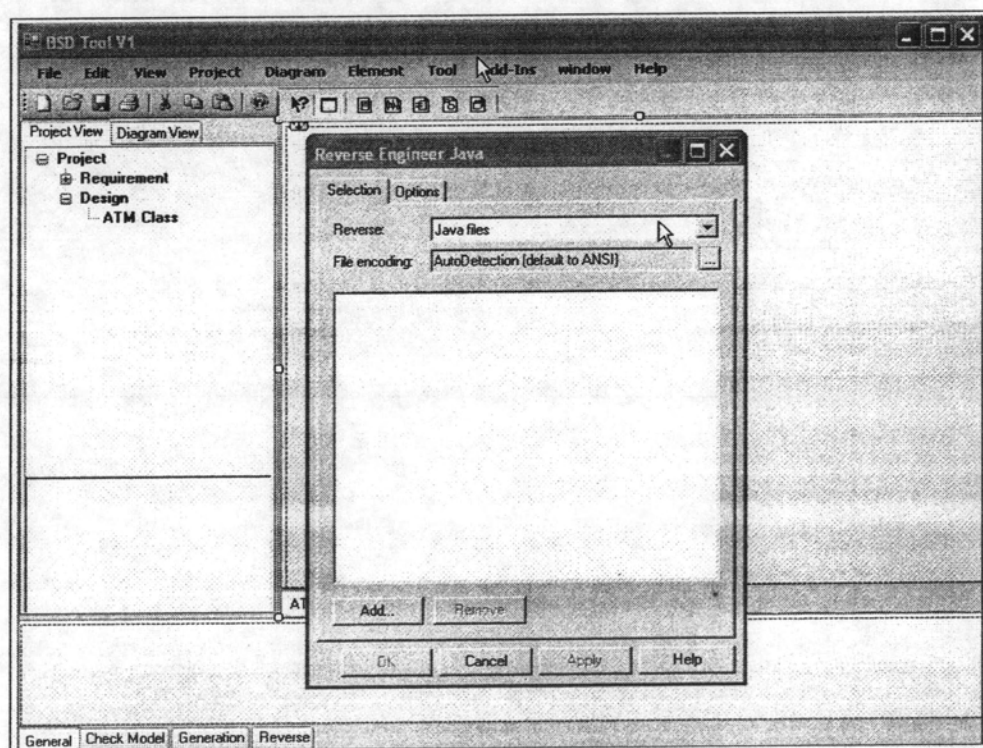 BSD Tool V1
File Edit View Project Diagram Element Tool Add-Ins window Help
Project View Diagram View
Project
Requirement
Design
ATM Class
Reverse Engineer Java
Selection Options
Reverse: Java files
File encoding: AutoDetection (default to ANSI) ...
Add... Remove
AT
OK Cancel Apply Help
General Check Model Generation Reverse